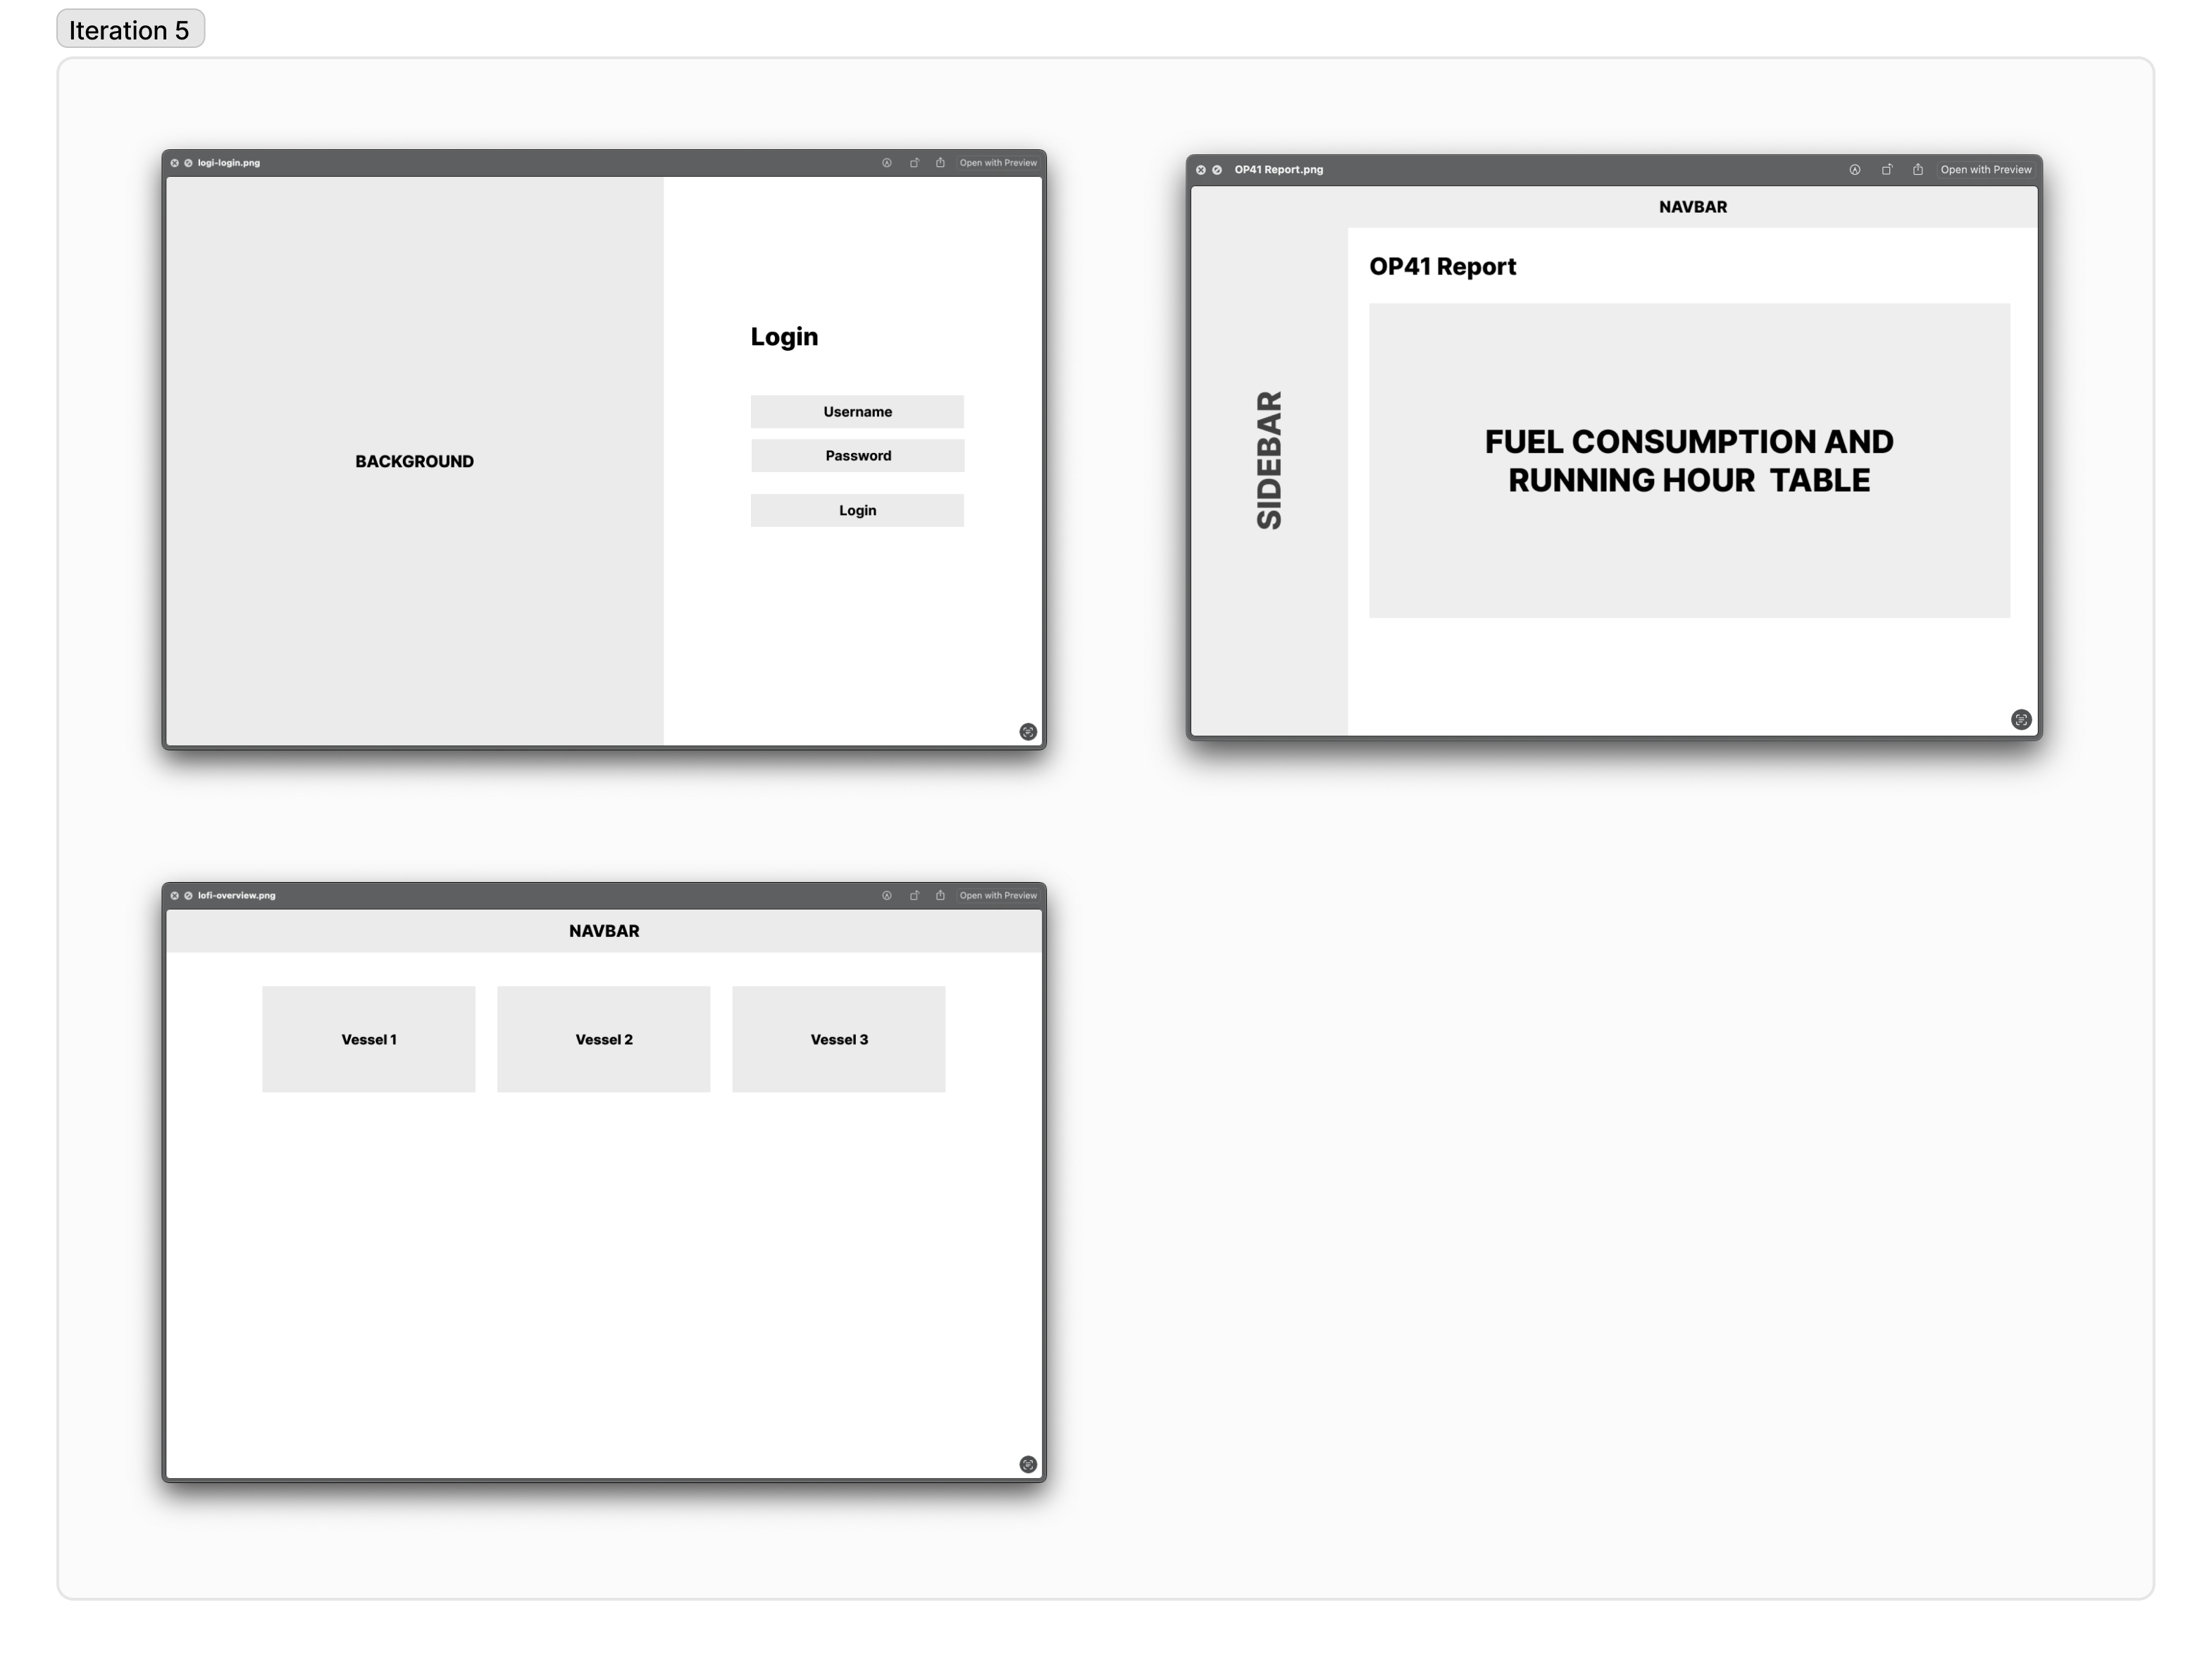 Iteration 5
logi-login.png
Open with Preview
BACKGROUND
Login
Username
Password
Login
OP41 Report.png
Open with Preview
NAVBAR
SIDEBAR
OP41 Report
FUEL CONSUMPTION AND
RUNNING HOUR TABLE
lofi-overview.png
Open with Preview
NAVBAR
Vessel 1
Vessel 2
Vessel 3